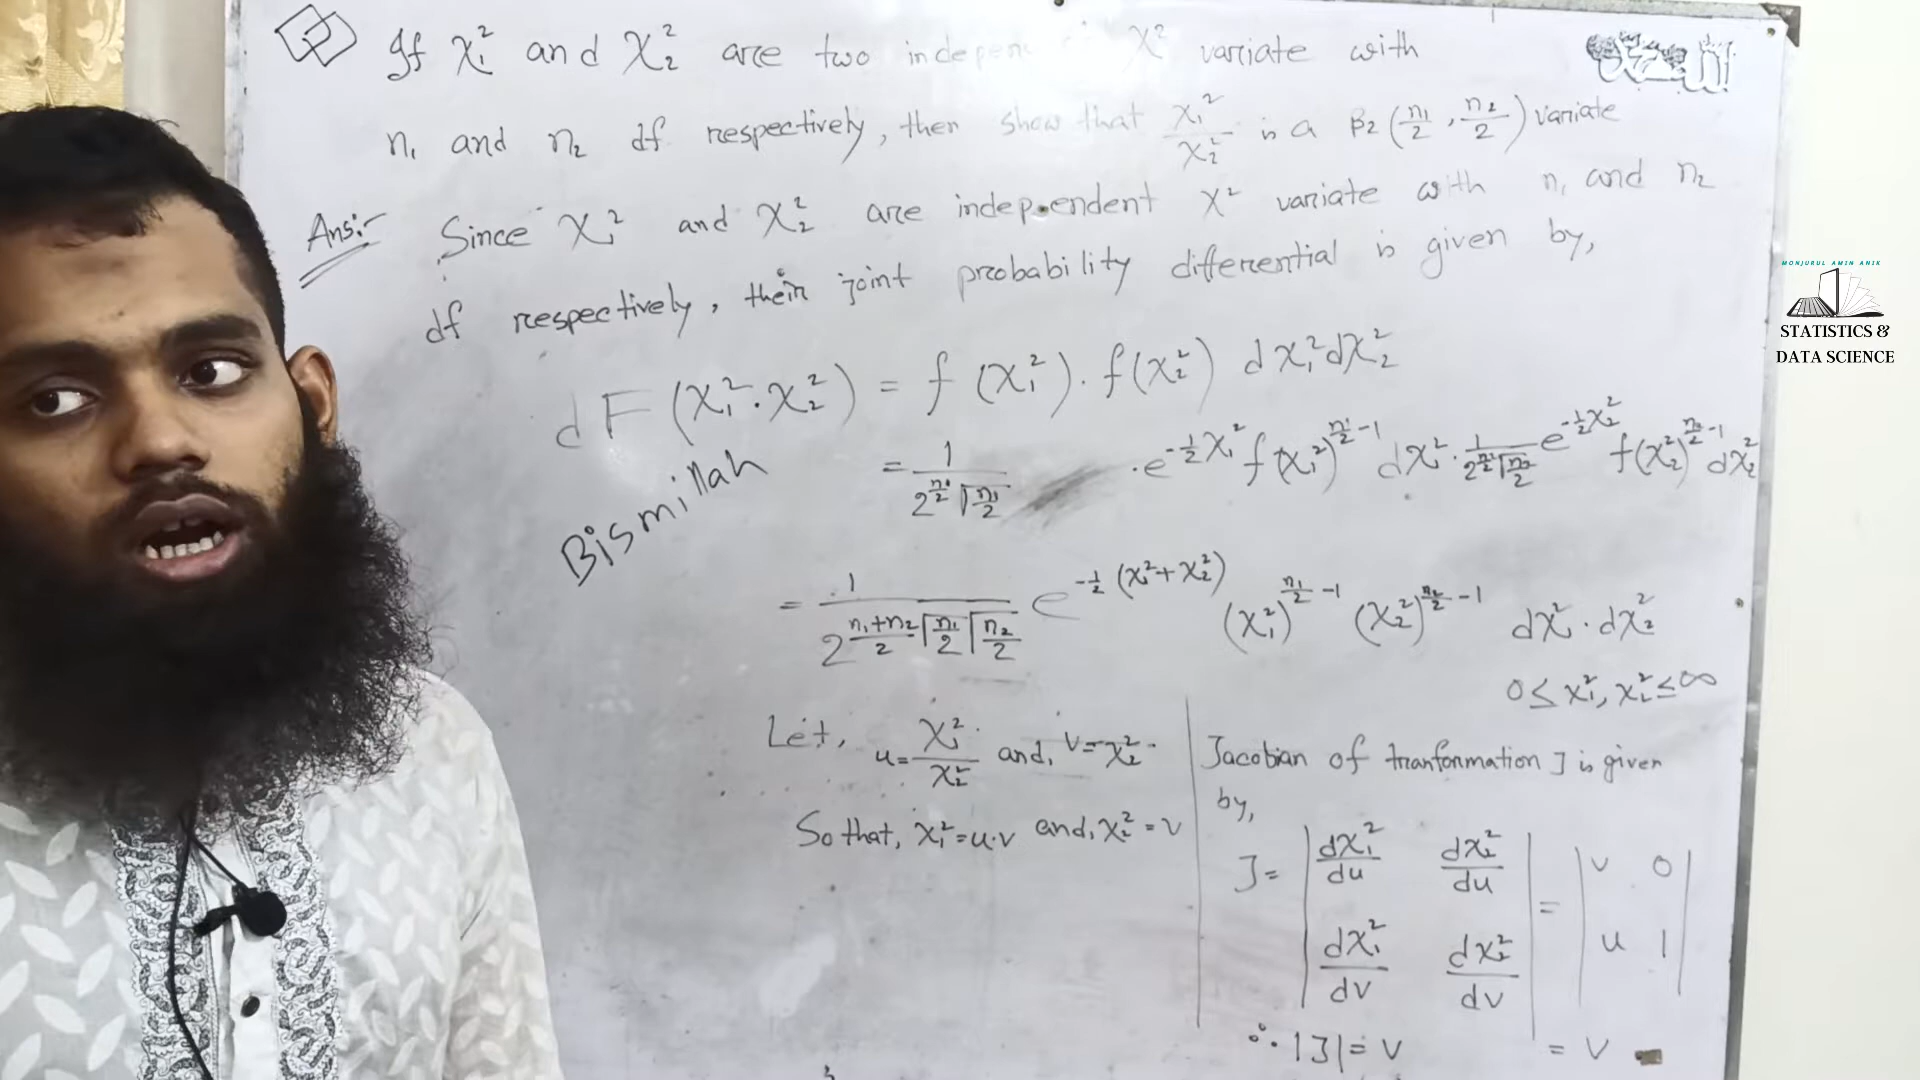 If χ₁² and χ₂² are two indepen χ² variate with
n₁ and n₂ df respectively, then show that χ₁²/χ₂² is a β₂(n₁/2, n₂/2) variate
Ans:- Since χ₁² and χ₂² are independent χ² variate with n₁ and n₂
df respectively, their joint probability differential is given by,
dF(χ₁².χ₂²) = f(χ₁²).f(χ₂²) dχ₁²dχ₂²
= 1/(2^(n₁/2) Γ(n₁/2)) . e^(-½χ₁²) f(χ₁²)^(n₁/2 -1) dχ₁² . 1/(2^(n₂/2) Γ(n₂/2)) e^(-½χ₂²) f(χ₂²)^(n₂/2 -1) dχ₂²
Bismillah
= 1/(2^((n₁+n₂)/2) Γ(n₁/2) Γ(n₂/2)) e^(-½(χ₁²+χ₂²)) (χ₁²)^(n₁/2 -1) (χ₂²)^(n₂/2 -1) dχ₁² . dχ₂²
0 ≤ χ₁², χ₂² ≤ ∞
Let, u = χ₁²/χ₂² and, v = χ₂²
So that, χ₁² = u.v and, χ₂² = v
Jacobian of tranformation J is given
by,
J = | dχ₁²/du dχ₂²/du | = | v 0 |
| dχ₁²/dv dχ₂²/dv | | u 1 |
∴ |J| = v = v
MONJURUL AMIN ANIK
STATISTICS &
DATA SCIENCE